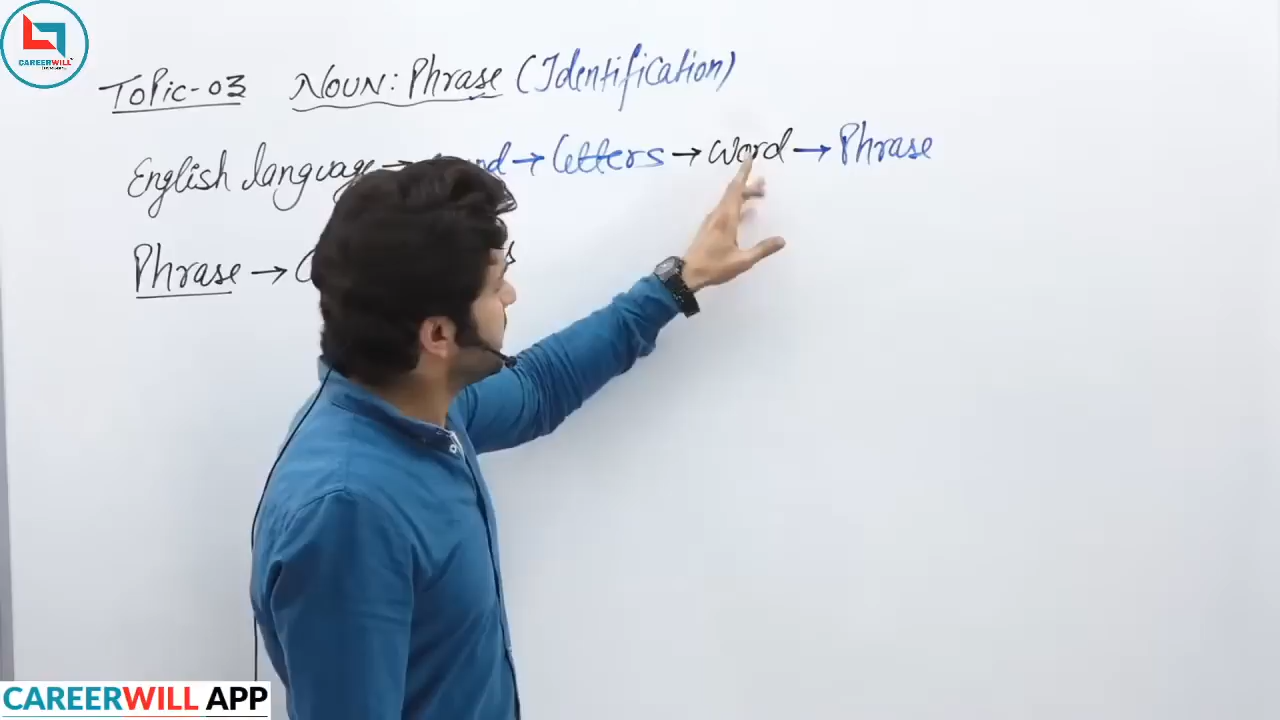 CAREERWILL
Topic-03 Noun: Phrase (Identification)
English language → → Letters → Word → Phrase
Phrase →
CAREERWILL APP